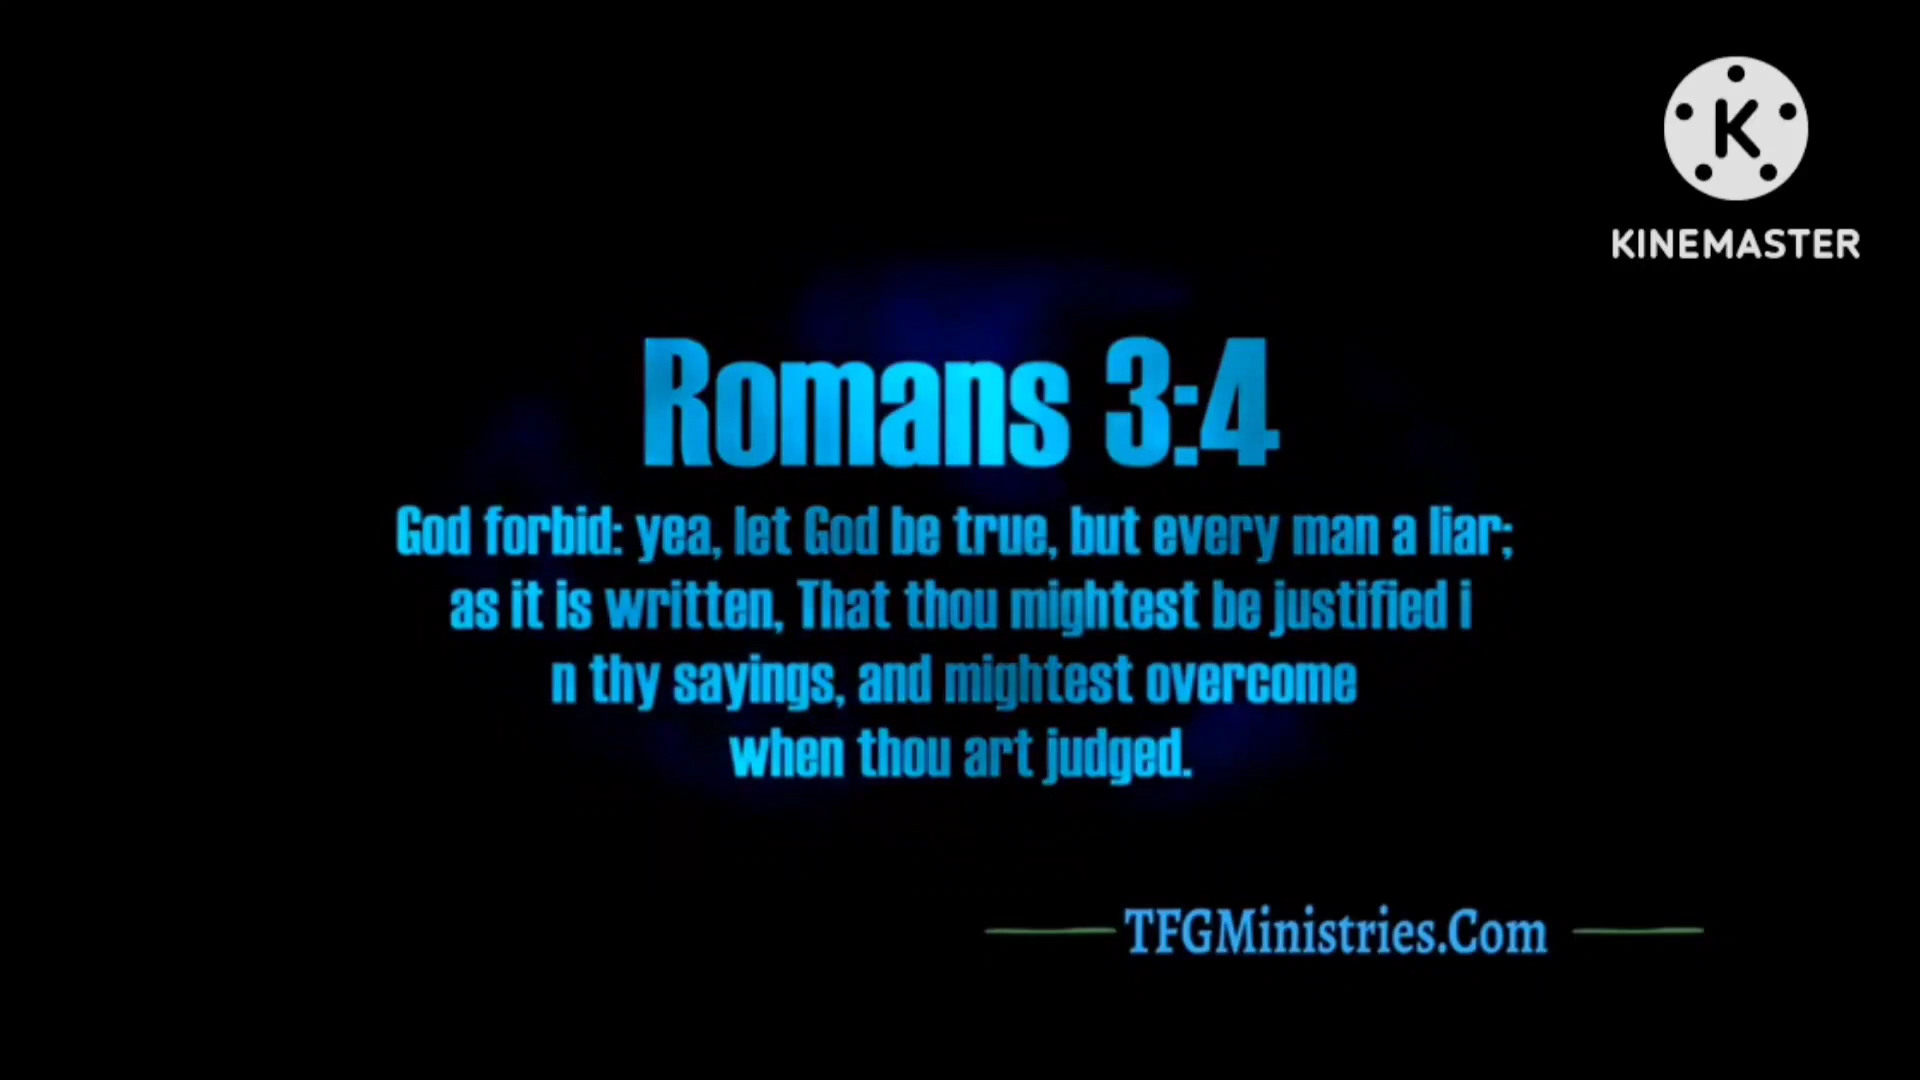 K
KINEMASTER
Romans 3:4
God forbid: yea, let God be true, but every man a liar;
as it is written, That thou mightest be justified i
n thy sayings, and mightest overcome
when thou art judged.
TFGMinistries.Com